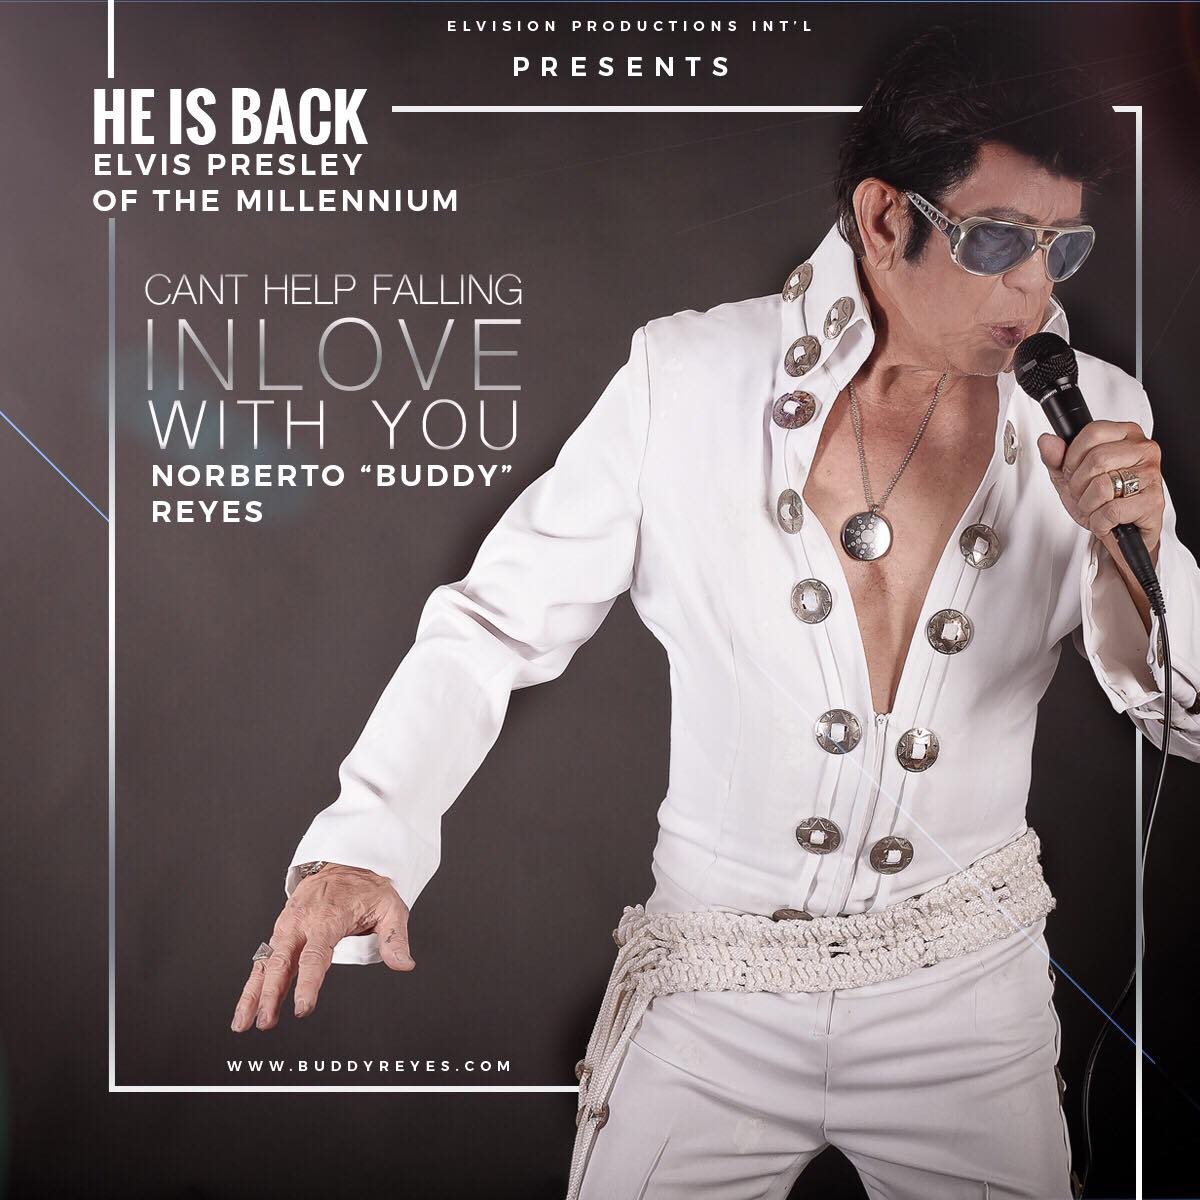 ELVISION PRODUCTIONS INT'L
PRESENTS
HE IS BACK
ELVIS PRESLEY
OF THE MILLENNIUM
CANT HELP FALLING
INLOVE
WITH YOU
NORBERTO “BUDDY”
REYES
WWW.BUDDYREYES.COM